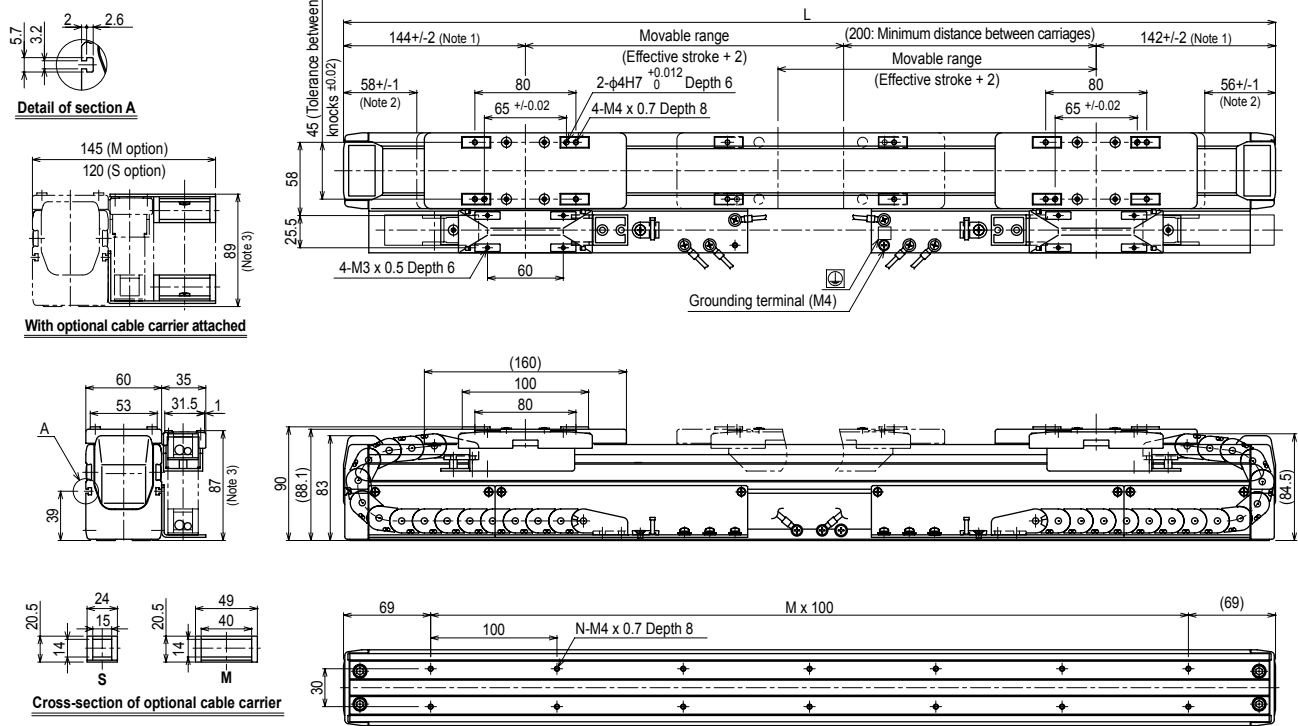 2
2.6
5.7
3.2
Detail of section A
145 (M option)
120 (S option)
89
(Note 3)
With optional cable carrier attached
L
144+/-2 (Note 1)
Movable range
(Effective stroke + 2)
(200: Minimum distance between carriages)
142+/-2 (Note 1)
Movable range
(Effective stroke + 2)
45 (Tolerance between
knocks ±0.02)
58+/-1
(Note 2)
80
65 +/-0.02
2-ϕ4H7 +0.012 0 Depth 6
4-M4 x 0.7 Depth 8
80
65 +/-0.02
56+/-1
(Note 2)
58
25.5
4-M3 x 0.5 Depth 6
60
Grounding terminal (M4)
60
35
53
31.5
1
A
39
87
(Note 3)
(160)
100
80
90
(88.1)
83
(84.5)
24
15
20.5
14
S
49
40
20.5
14
M
Cross-section of optional cable carrier
69
M x 100
(69)
100
N-M4 x 0.7 Depth 8
30